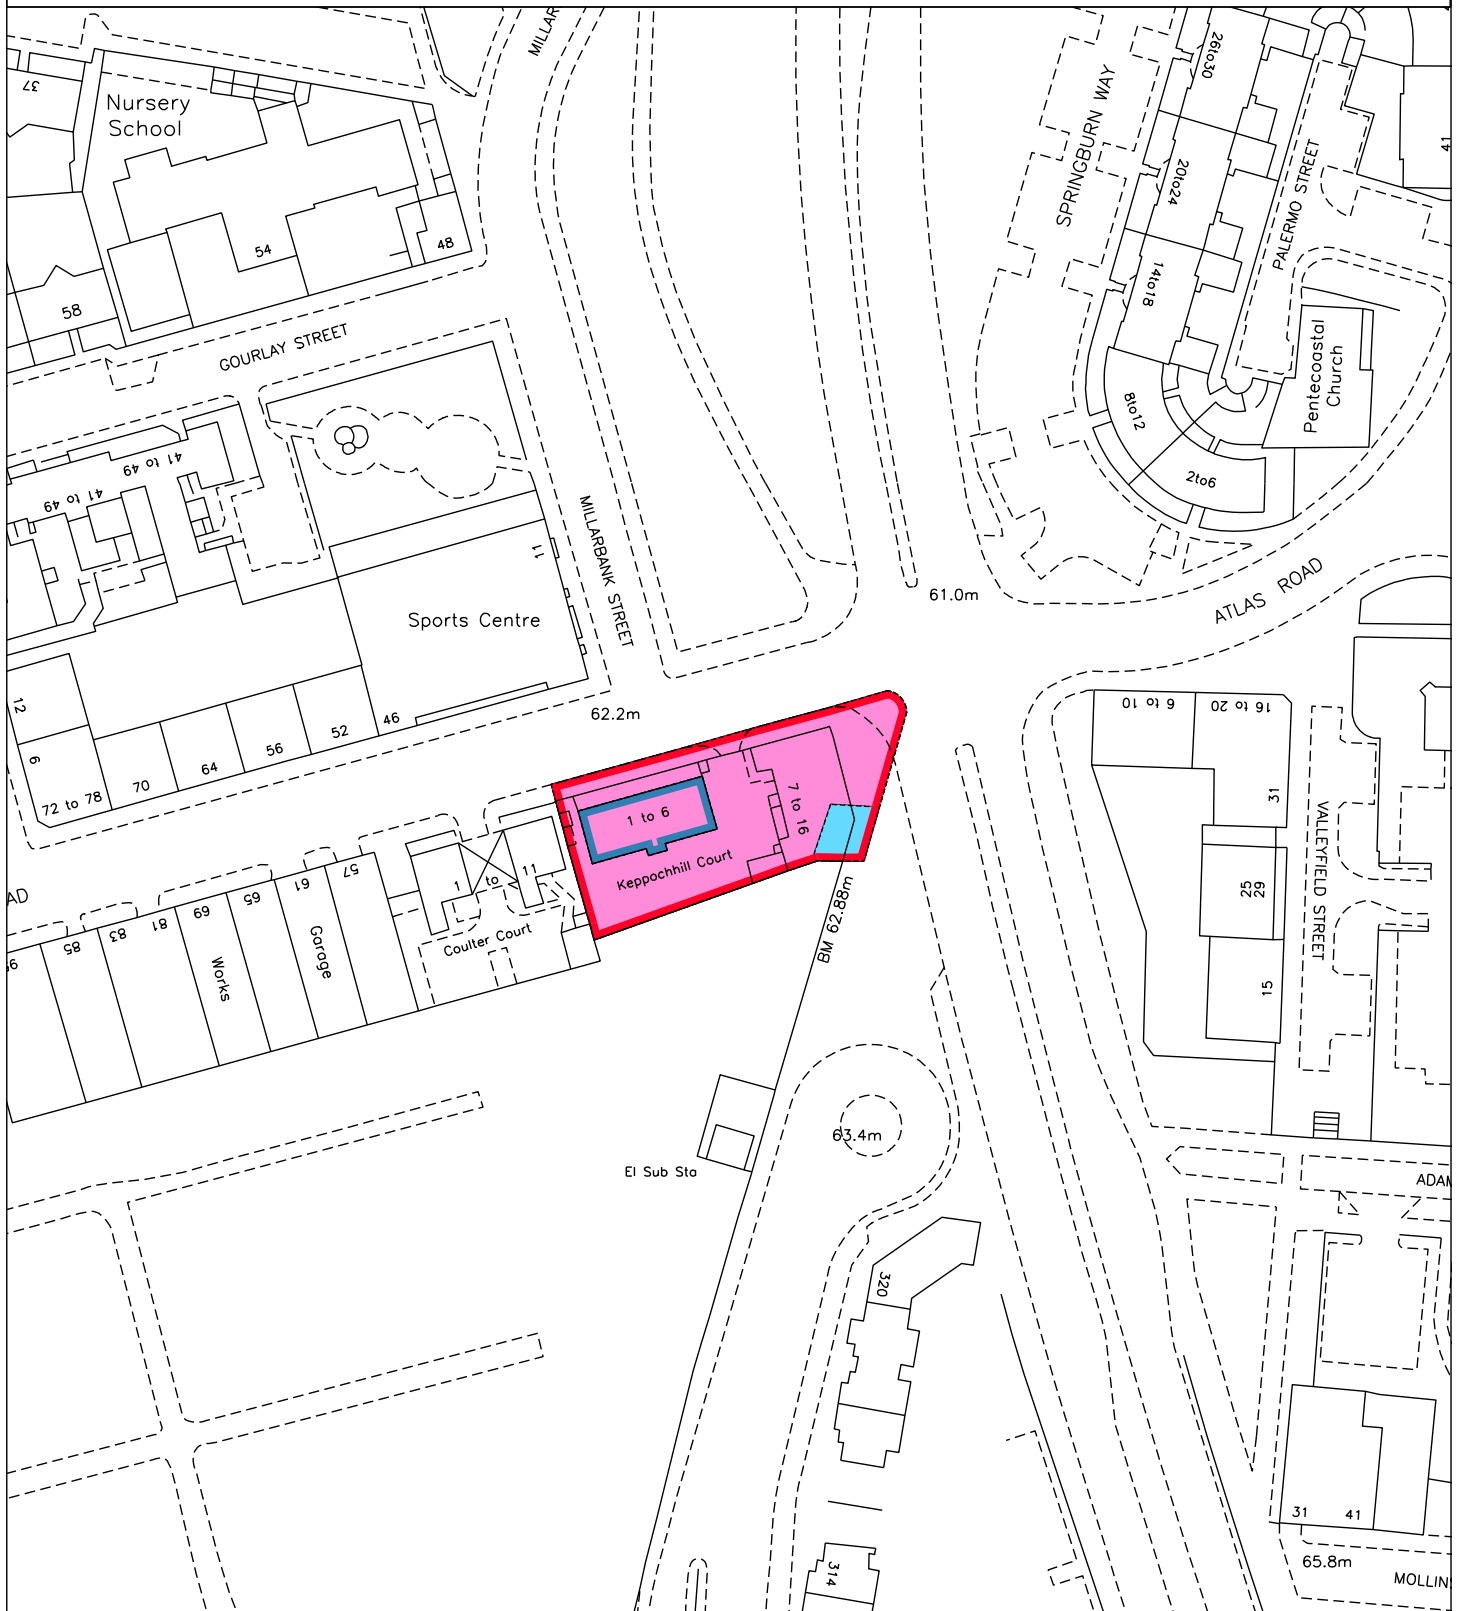 MILLAR
37
Nursery
School
54
48
58
GOURLAY STREET
SPRINGBURN WAY
26to30
20to24
14to18
8to12
2to6
PALERMO STREET
41
Pentecoastal
Church
41 to 49
41 to 49
MILLARBANK STREET
11
Sports Centre
61.0m
ATLAS ROAD
12
6
72 to 78
70
64
56
52
46
62.2m
6 to 10
16 to 20
31
VALLEYFIELD STREET
25
29
15
1 to 6
7 to 16
Keppochhill Court
BM 62.88m
1 to 11
Coulter Court
AD
95
85
83
81
69
65
61
57
Works
Garage
63.4m
El Sub Sta
ADAM
320
314
31
41
65.8m
MOLLIN